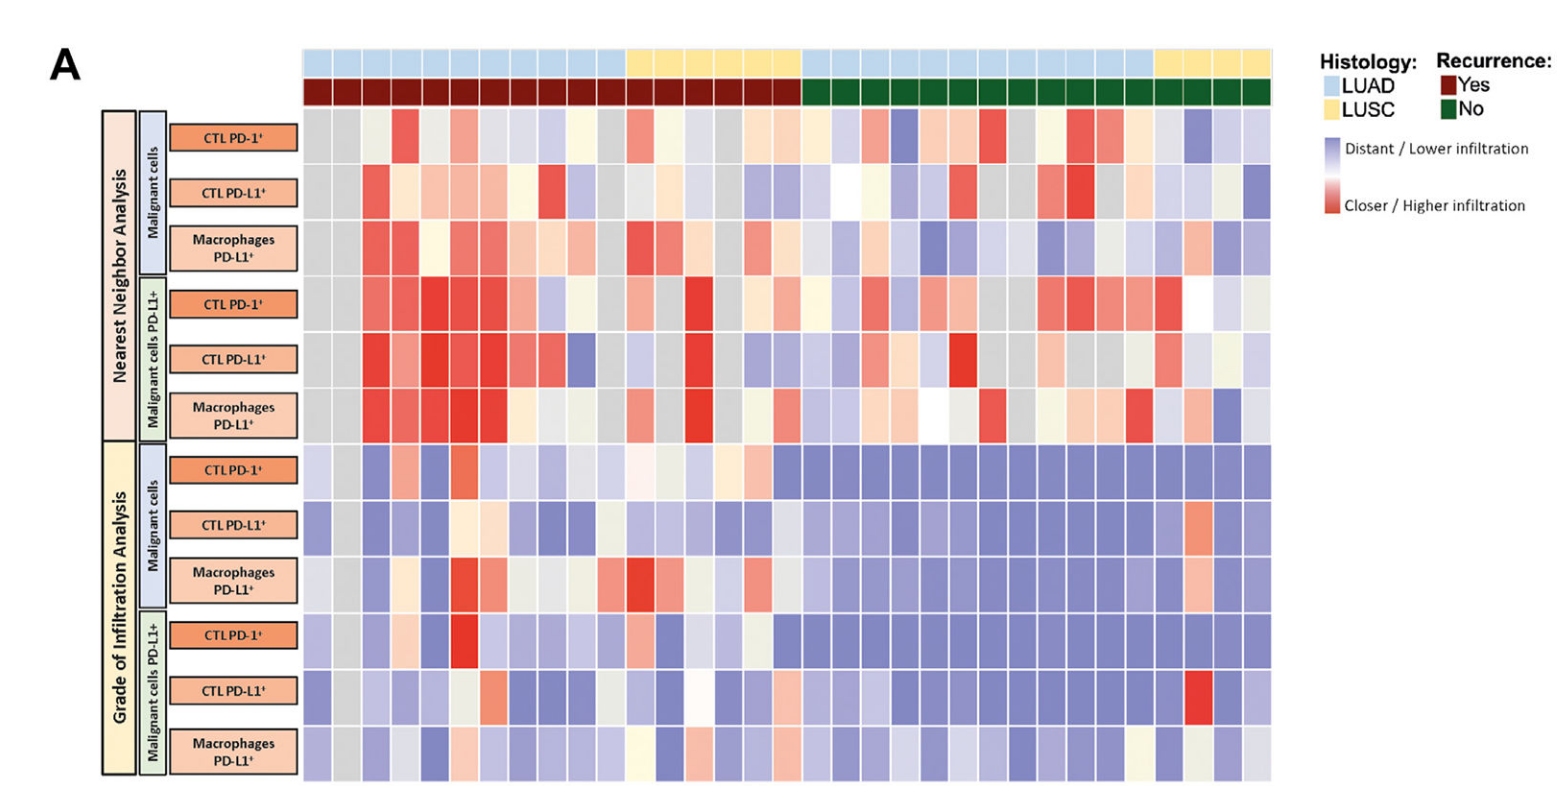 A
Histology:
LUAD
LUSC
Recurrence:
Yes
No
Distant / Lower infiltration
Closer / Higher infiltration
Nearest Neighbor Analysis
Malignant cells
CTL PD-1⁺
CTL PD-L1⁺
Macrophages
PD-L1⁺
Malignant cells PD-L1+
CTL PD-1⁺
CTL PD-L1⁺
Macrophages
PD-L1⁺
Grade of Infiltration Analysis
Malignant cells
CTL PD-1⁺
CTL PD-L1⁺
Macrophages
PD-L1⁺
Malignant cells PD-L1+
CTL PD-1⁺
CTL PD-L1⁺
Macrophages
PD-L1⁺